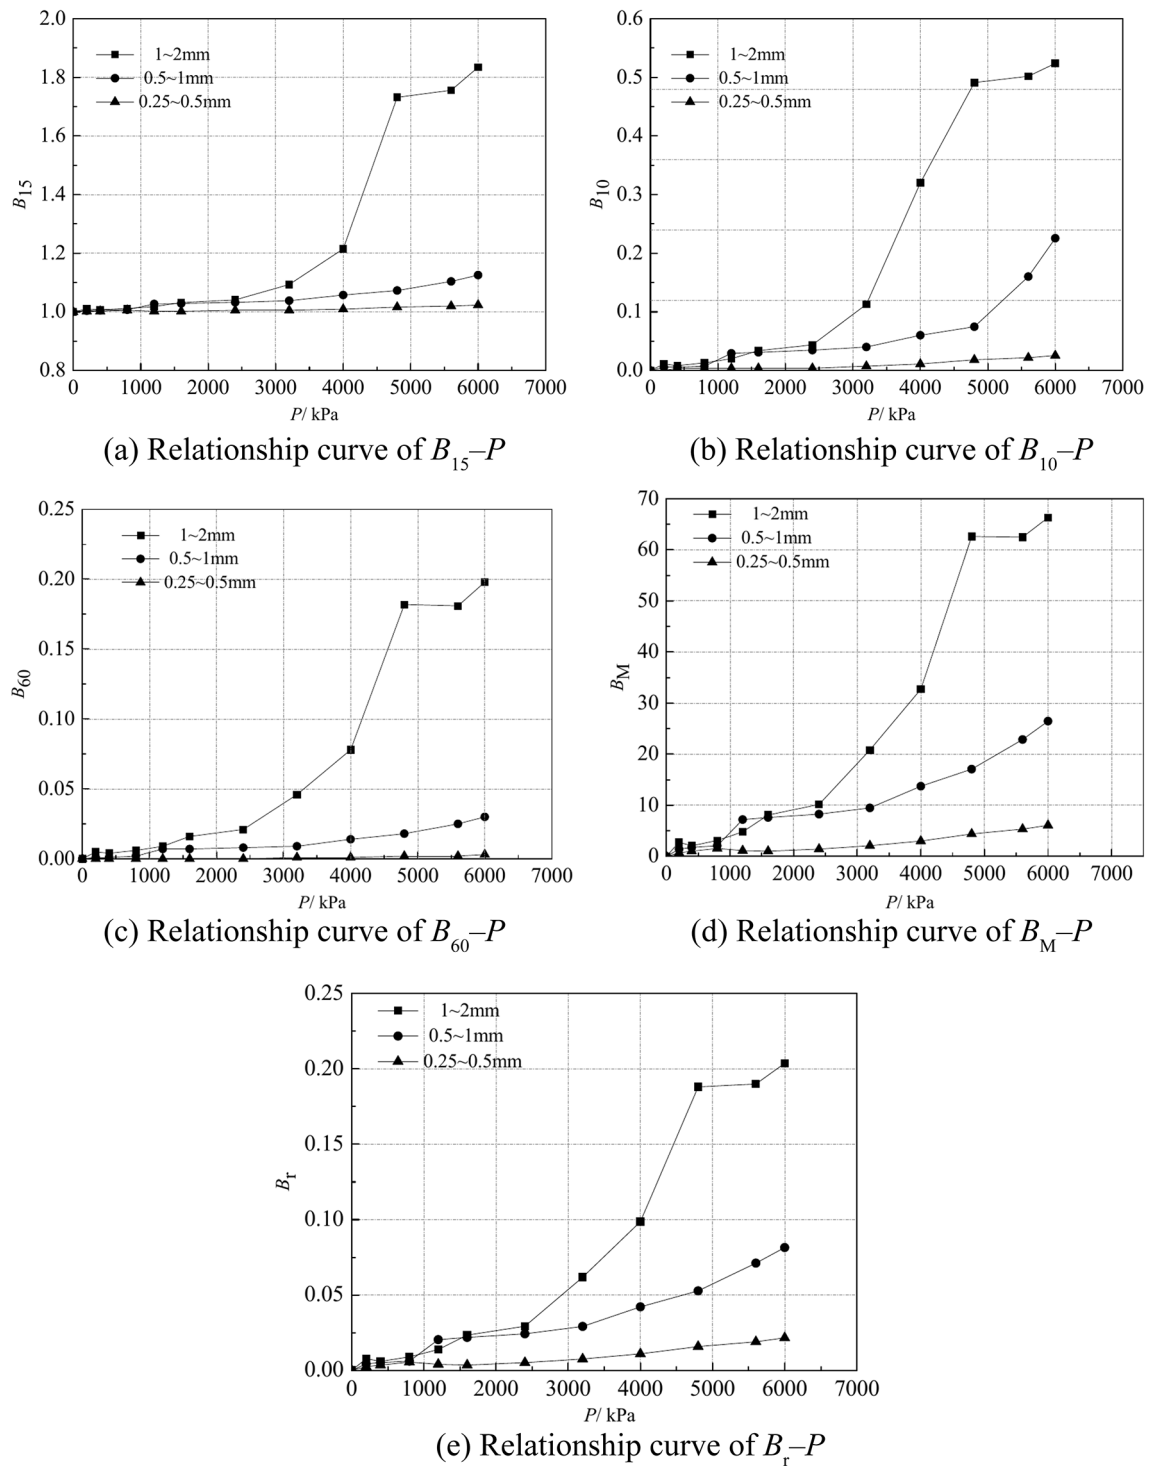 2.0
1.8
1.6
1.4
1.2
1.0
0.8
B15
1~2mm
0.5~1mm
0.25~0.5mm
0 1000 2000 3000 4000 5000 6000 7000
P/ kPa
(a) Relationship curve of B15–P
0.6
0.5
0.4
0.3
0.2
0.1
0.0
B10
1~2mm
0.5~1mm
0.25~0.5mm
0 1000 2000 3000 4000 5000 6000 7000
P/ kPa
(b) Relationship curve of B10–P
0.25
0.20
0.15
0.10
0.05
0.00
B60
1~2mm
0.5~1mm
0.25~0.5mm
0 1000 2000 3000 4000 5000 6000 7000
P/ kPa
(c) Relationship curve of B60–P
70
60
50
40
30
20
10
0
BM
1~2mm
0.5~1mm
0.25~0.5mm
0 1000 2000 3000 4000 5000 6000 7000
P/ kPa
(d) Relationship curve of BM–P
0.25
0.20
0.15
0.10
0.05
0.00
Br
1~2mm
0.5~1mm
0.25~0.5mm
0 1000 2000 3000 4000 5000 6000 7000
P/ kPa
(e) Relationship curve of Br–P